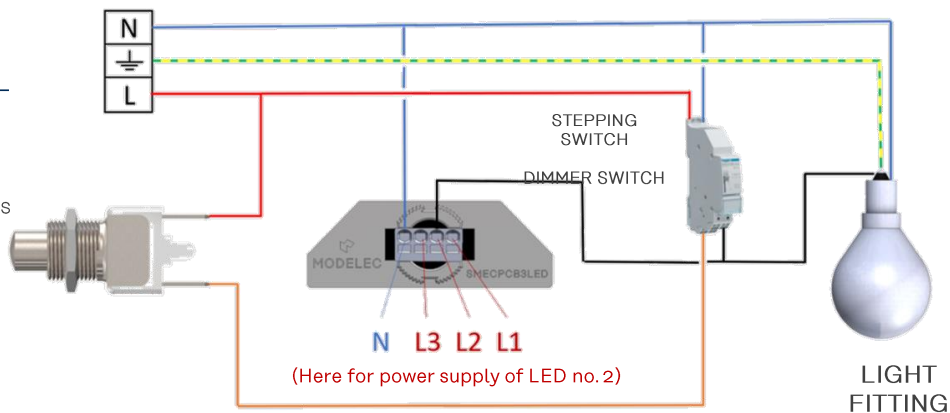 N
L
STEPPING
SWITCH
DIMMER SWITCH
S
MODELEC
SMECPCB3LED
N L3 L2 L1
(Here for power supply of LED no. 2)
LIGHT
FITTING